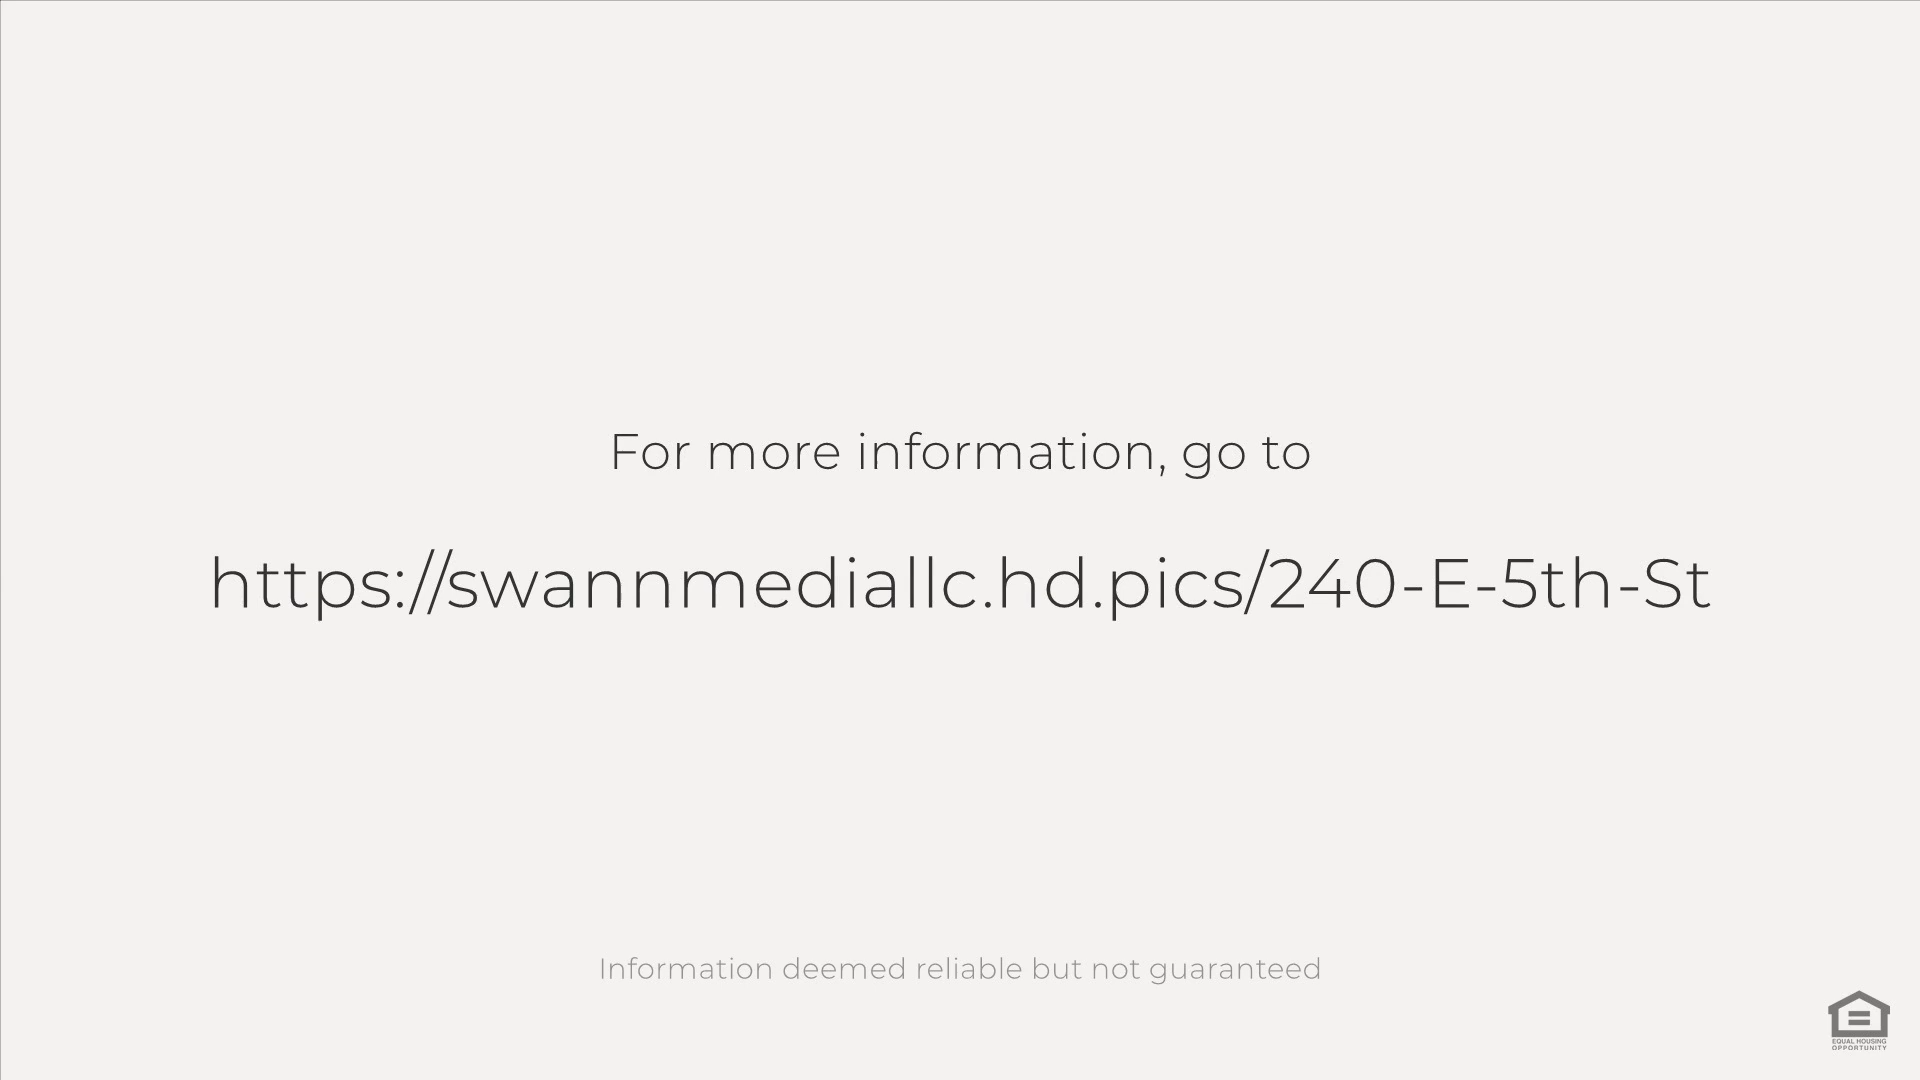 For more information, go to
https://swannmediallc.hd.pics/240-E-5th-St
Information deemed reliable but not guaranteed
EQUAL HOUSING
OPPORTUNITY